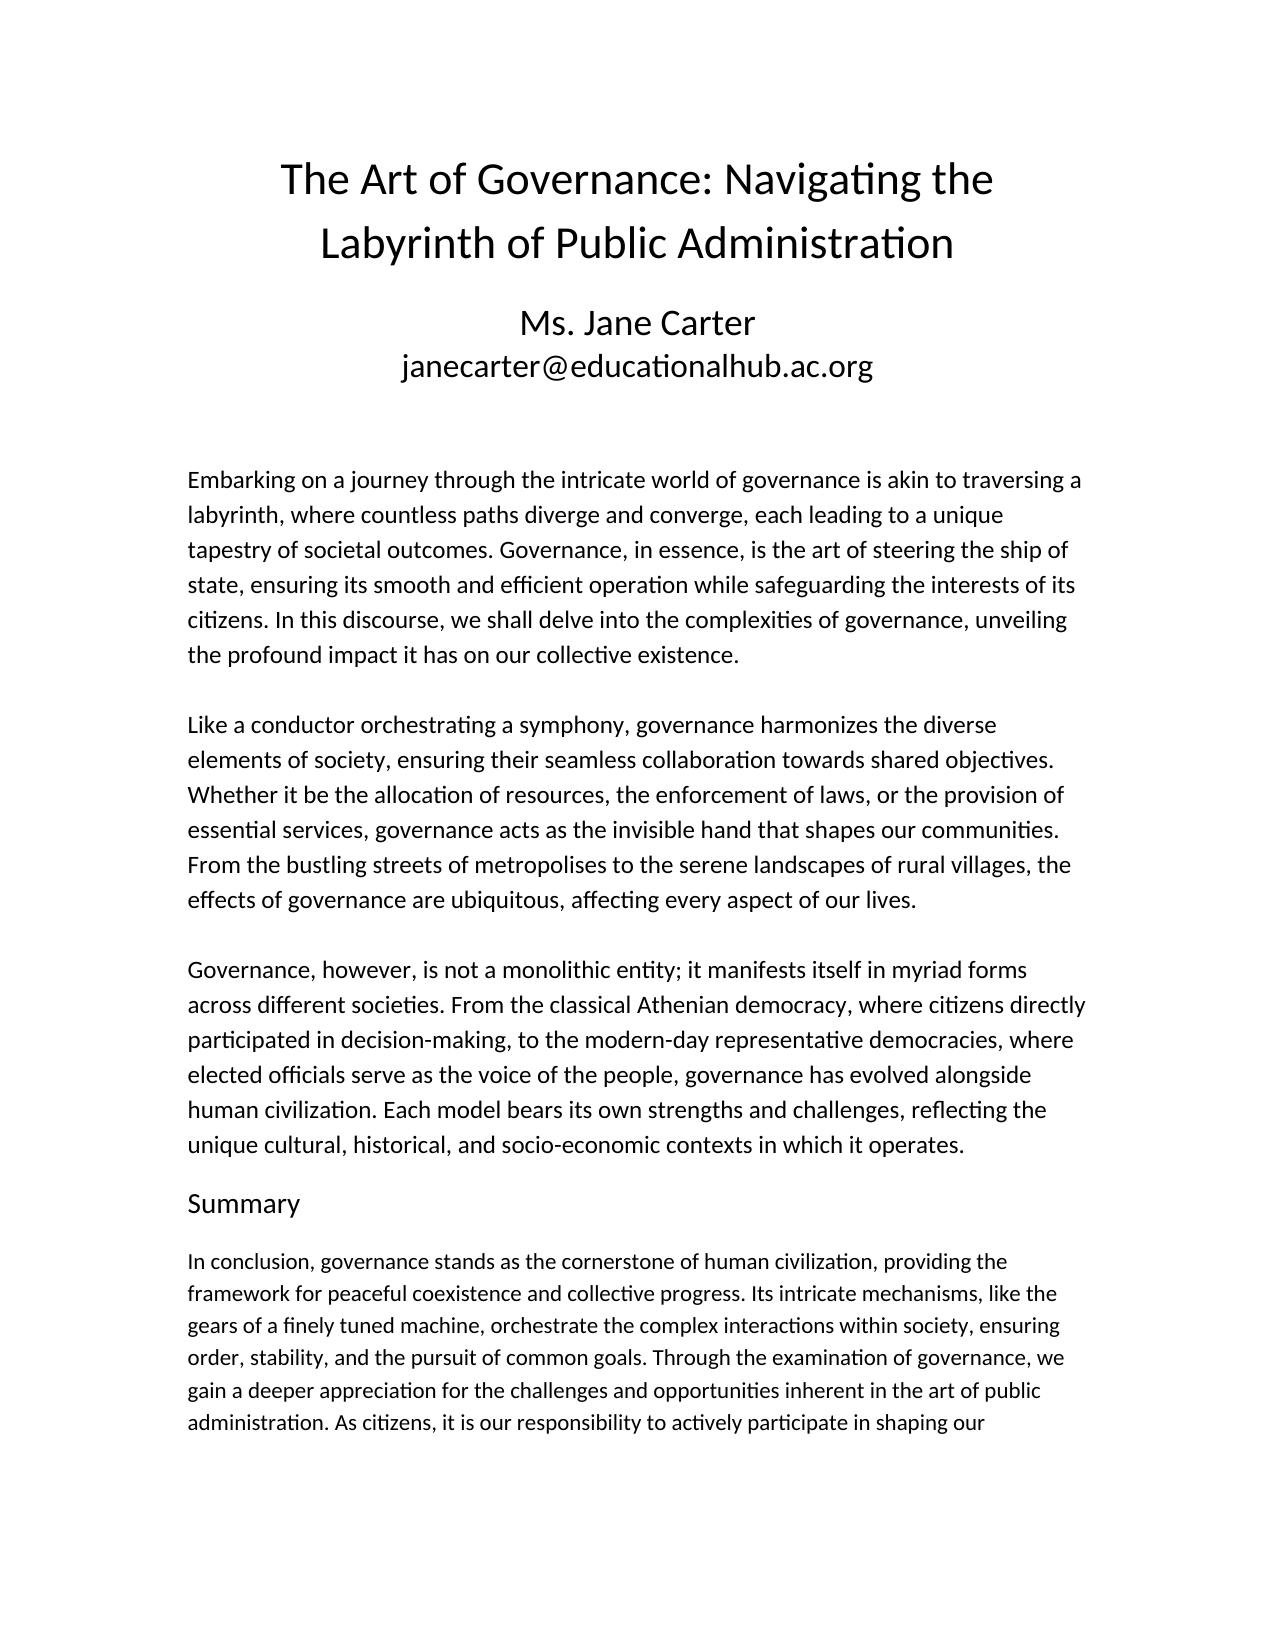 The Art of Governance: Navigating the
Labyrinth of Public Administration
Ms. Jane Carter
janecarter@educationalhub.ac.org
Embarking on a journey through the intricate world of governance is akin to traversing a
labyrinth, where countless paths diverge and converge, each leading to a unique
tapestry of societal outcomes. Governance, in essence, is the art of steering the ship of
state, ensuring its smooth and efficient operation while safeguarding the interests of its
citizens. In this discourse, we shall delve into the complexities of governance, unveiling
the profound impact it has on our collective existence.
Like a conductor orchestrating a symphony, governance harmonizes the diverse
elements of society, ensuring their seamless collaboration towards shared objectives.
Whether it be the allocation of resources, the enforcement of laws, or the provision of
essential services, governance acts as the invisible hand that shapes our communities.
From the bustling streets of metropolises to the serene landscapes of rural villages, the
effects of governance are ubiquitous, affecting every aspect of our lives.
Governance, however, is not a monolithic entity; it manifests itself in myriad forms
across different societies. From the classical Athenian democracy, where citizens directly
participated in decision-making, to the modern-day representative democracies, where
elected officials serve as the voice of the people, governance has evolved alongside
human civilization. Each model bears its own strengths and challenges, reflecting the
unique cultural, historical, and socio-economic contexts in which it operates.
Summary
In conclusion, governance stands as the cornerstone of human civilization, providing the
framework for peaceful coexistence and collective progress. Its intricate mechanisms, like the
gears of a finely tuned machine, orchestrate the complex interactions within society, ensuring
order, stability, and the pursuit of common goals. Through the examination of governance, we
gain a deeper appreciation for the challenges and opportunities inherent in the art of public
administration. As citizens, it is our responsibility to actively participate in shaping our